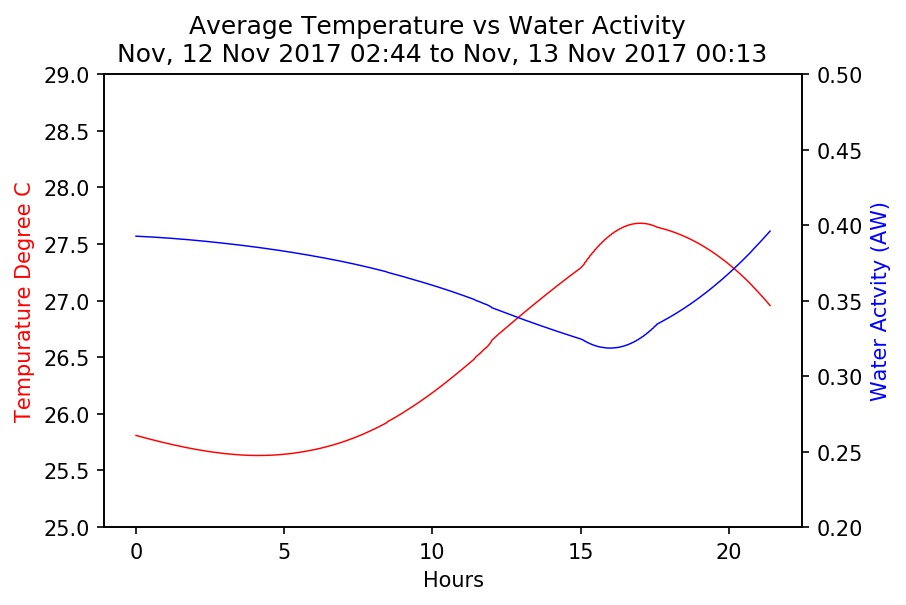 Average Temperature vs Water Activity
Nov, 12 Nov 2017 02:44 to Nov, 13 Nov 2017 00:13
Tempurature Degree C
29.0
28.5
28.0
27.5
27.0
26.5
26.0
25.5
25.0
0.50
0.45
0.40
0.35
0.30
0.25
0.20
Water Actvity (AW)
0 5 10 15 20
Hours